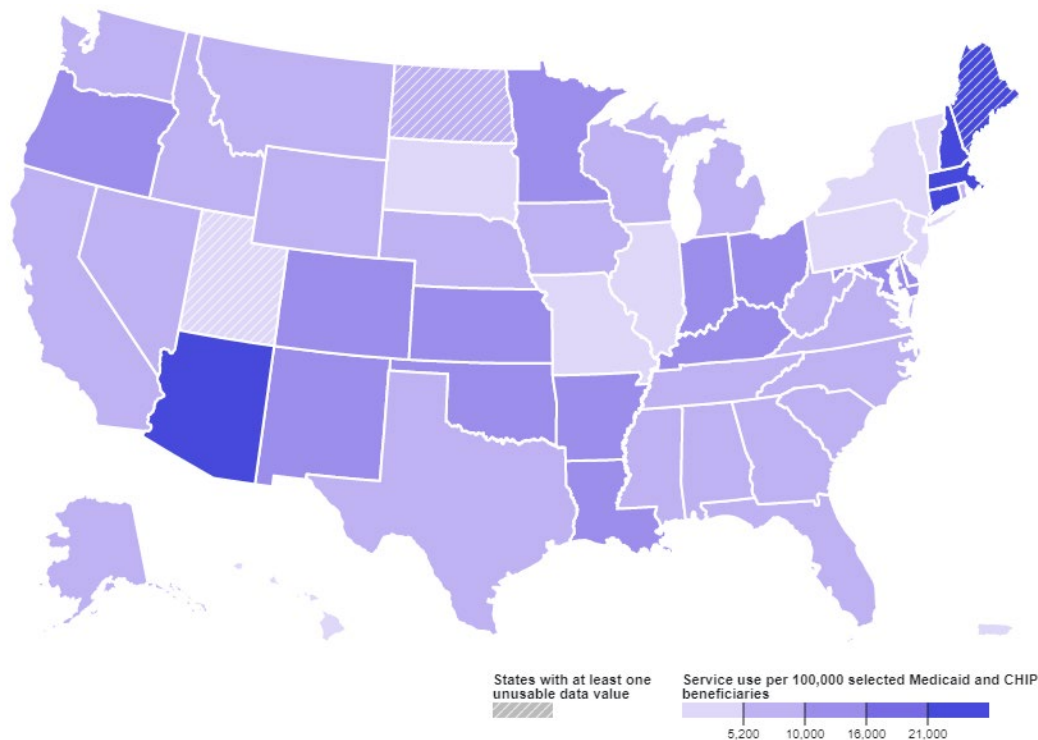 States with at least one
unusable data value
Service use per 100,000 selected Medicaid and CHIP
beneficiaries
5,200 10,000 16,000 21,000